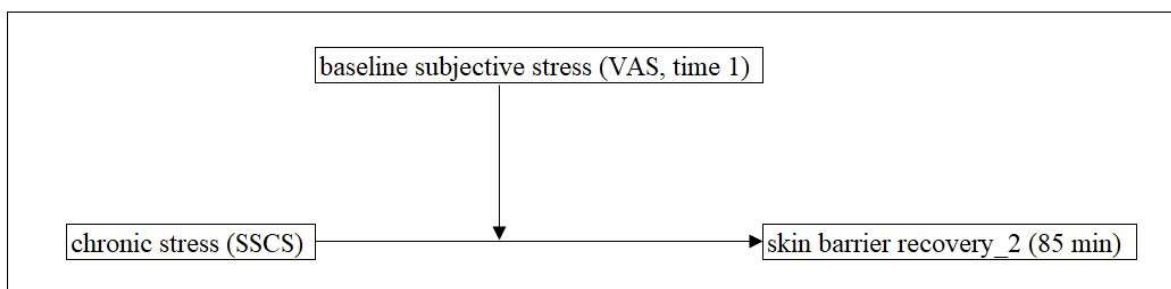 baseline subjective stress (VAS, time 1)
chronic stress (SSCS)
skin barrier recovery_2 (85 min)